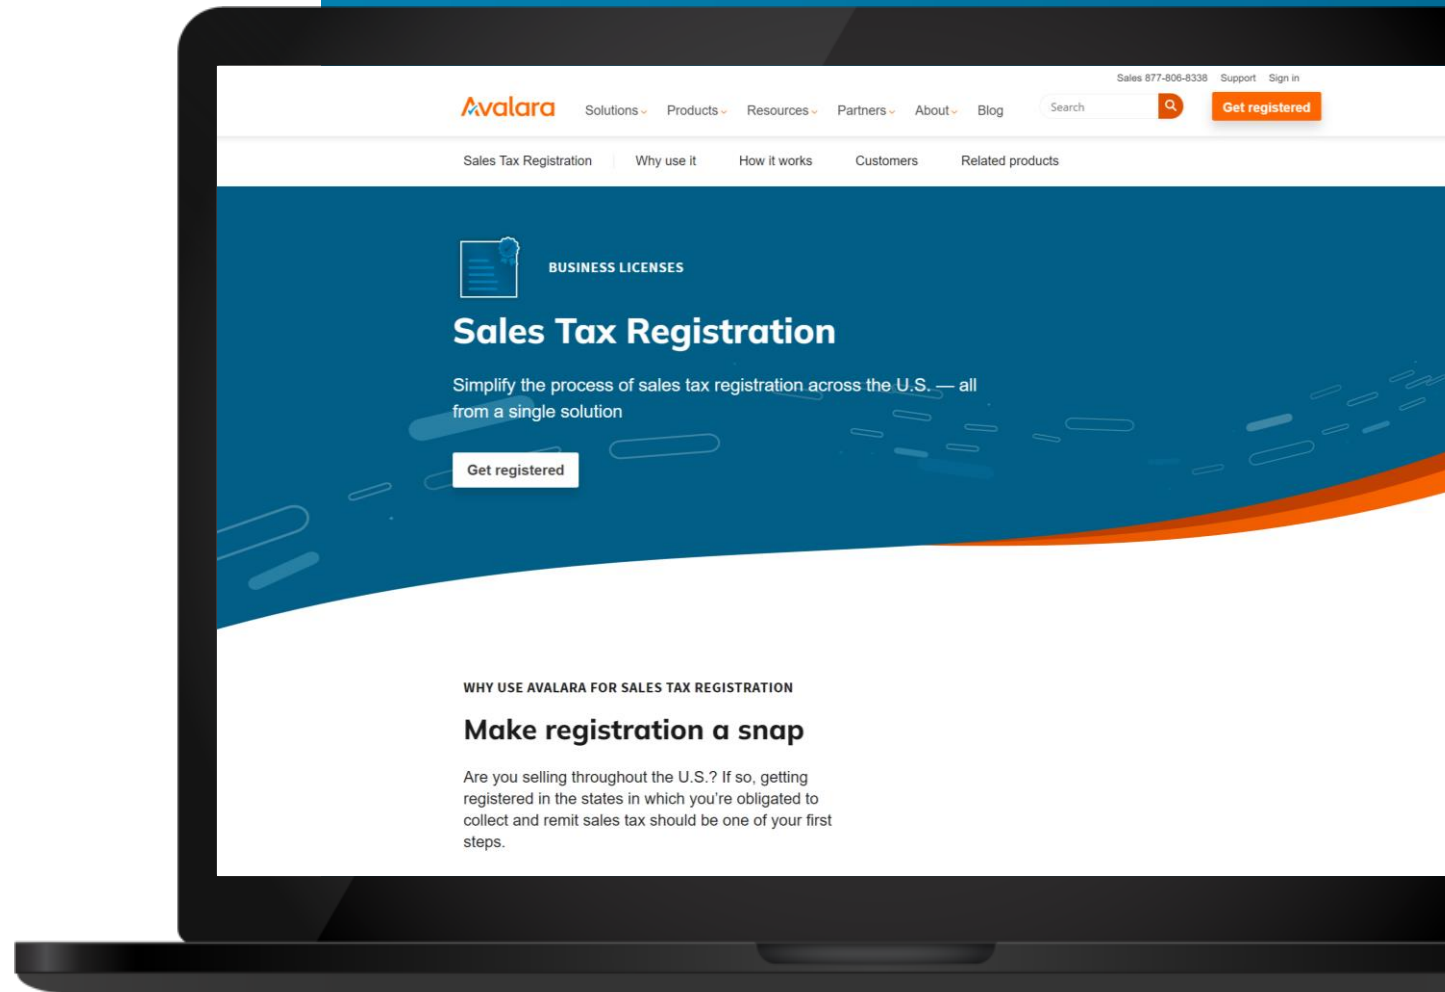 Sales 877-806-8338 Support Sign in
Avalara Solutions Products Resources Partners About Blog Search Get registered
Sales Tax Registration Why use it How it works Customers Related products
BUSINESS LICENSES
Sales Tax Registration
Simplify the process of sales tax registration across the U.S. — all
from a single solution
Get registered
WHY USE AVALARA FOR SALES TAX REGISTRATION
Make registration a snap
Are you selling throughout the U.S.? If so, getting
registered in the states in which you’re obligated to
collect and remit sales tax should be one of your first
steps.